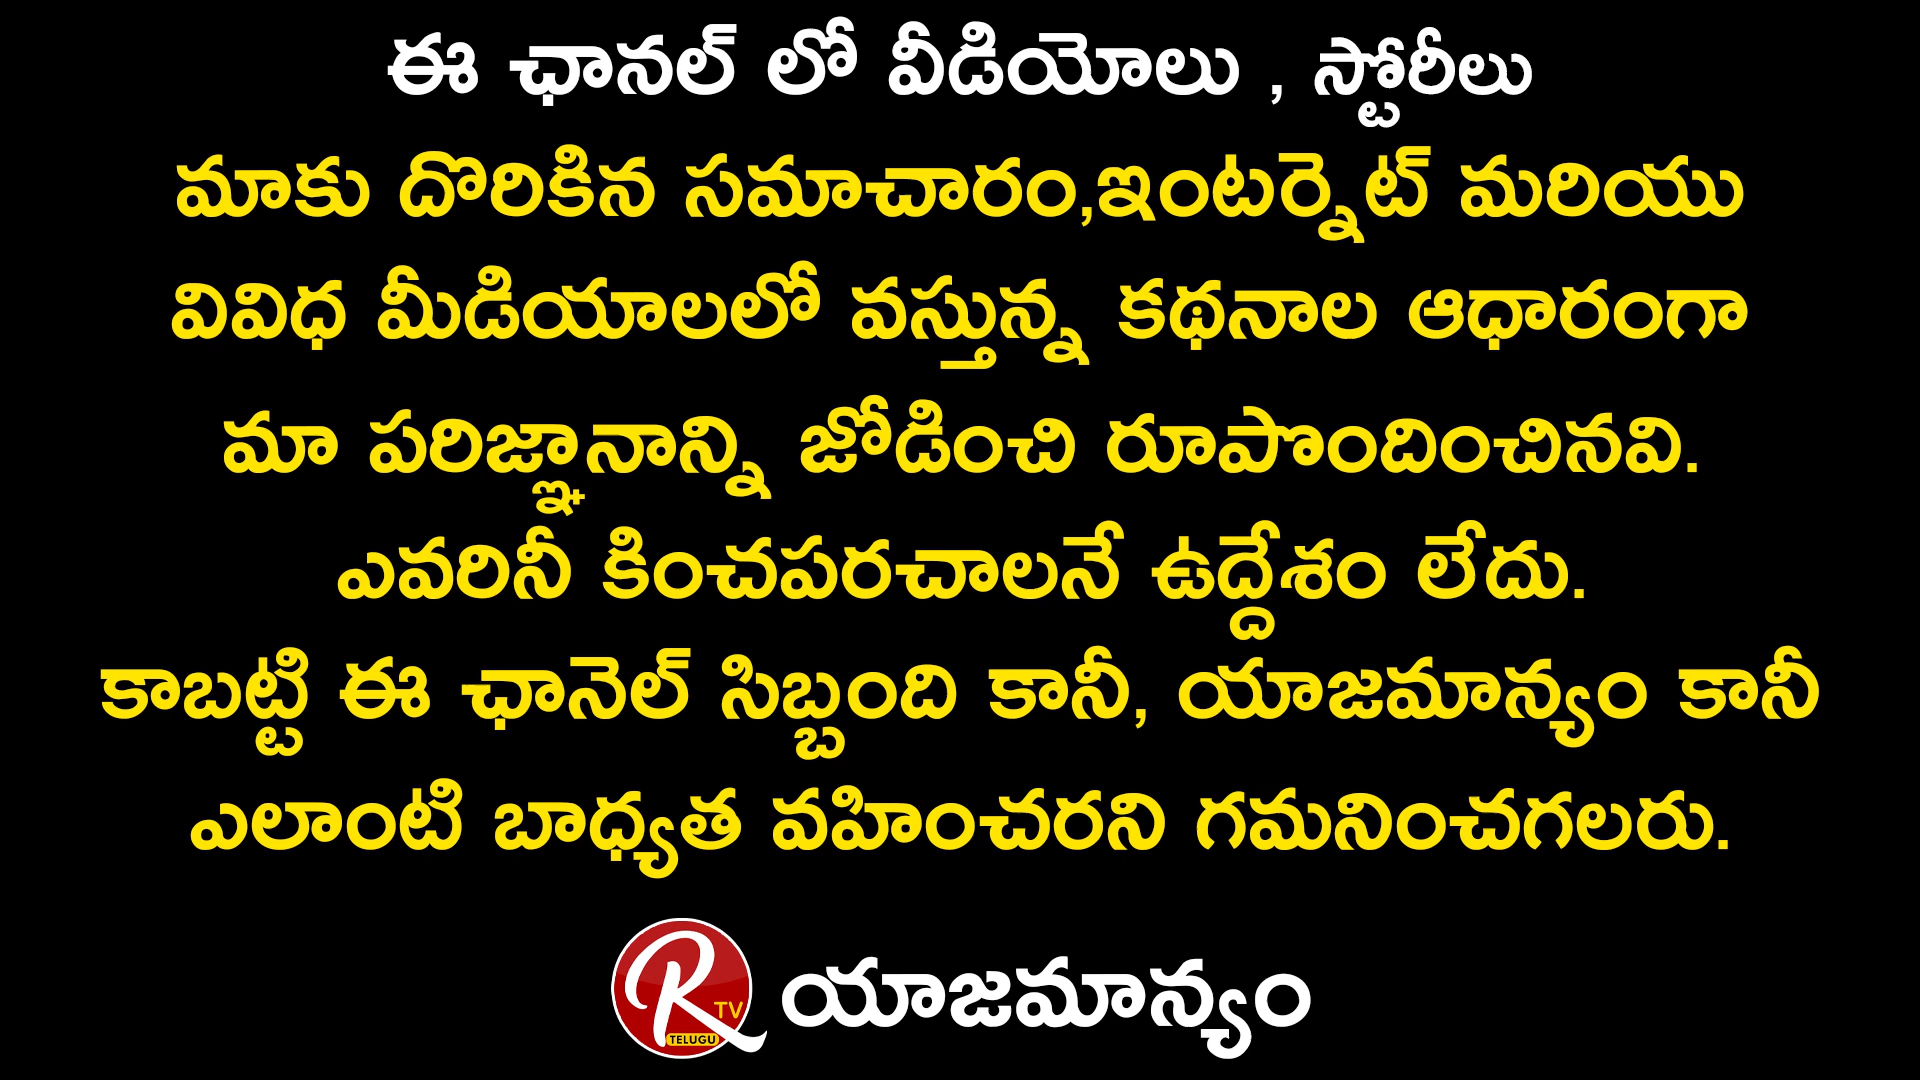 ఈ ఛానల్ లో వీడియోలు , స్టోరీలు
మాకు దొరికిన సమాచారం,ఇంటర్నెట్ మరియు
వివిధ మీడియాలలో వస్తున్న కథనాల ఆధారంగా
మా పరిజ్ఞానాన్ని జోడించి రూపొందించినవి.
ఎవరినీ కించపరచాలనే ఉద్దేశం లేదు.
కాబట్టి ఈ ఛానెల్ సిబ్బంది కానీ, యాజమాన్యం కానీ
ఎలాంటి బాధ్యత వహించరని గమనించగలరు.
R TV TELUGU యాజమాన్యం